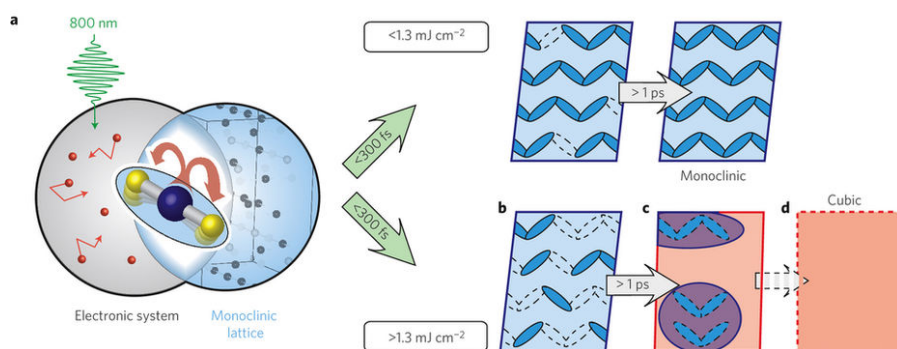 a
800 nm
<1.3 mJ cm−2
> 1 ps
Monoclinic
<300 fs
<300 fs
b
c
d
Cubic
> 1 ps
Electronic system
Monoclinic
lattice
>1.3 mJ cm−2